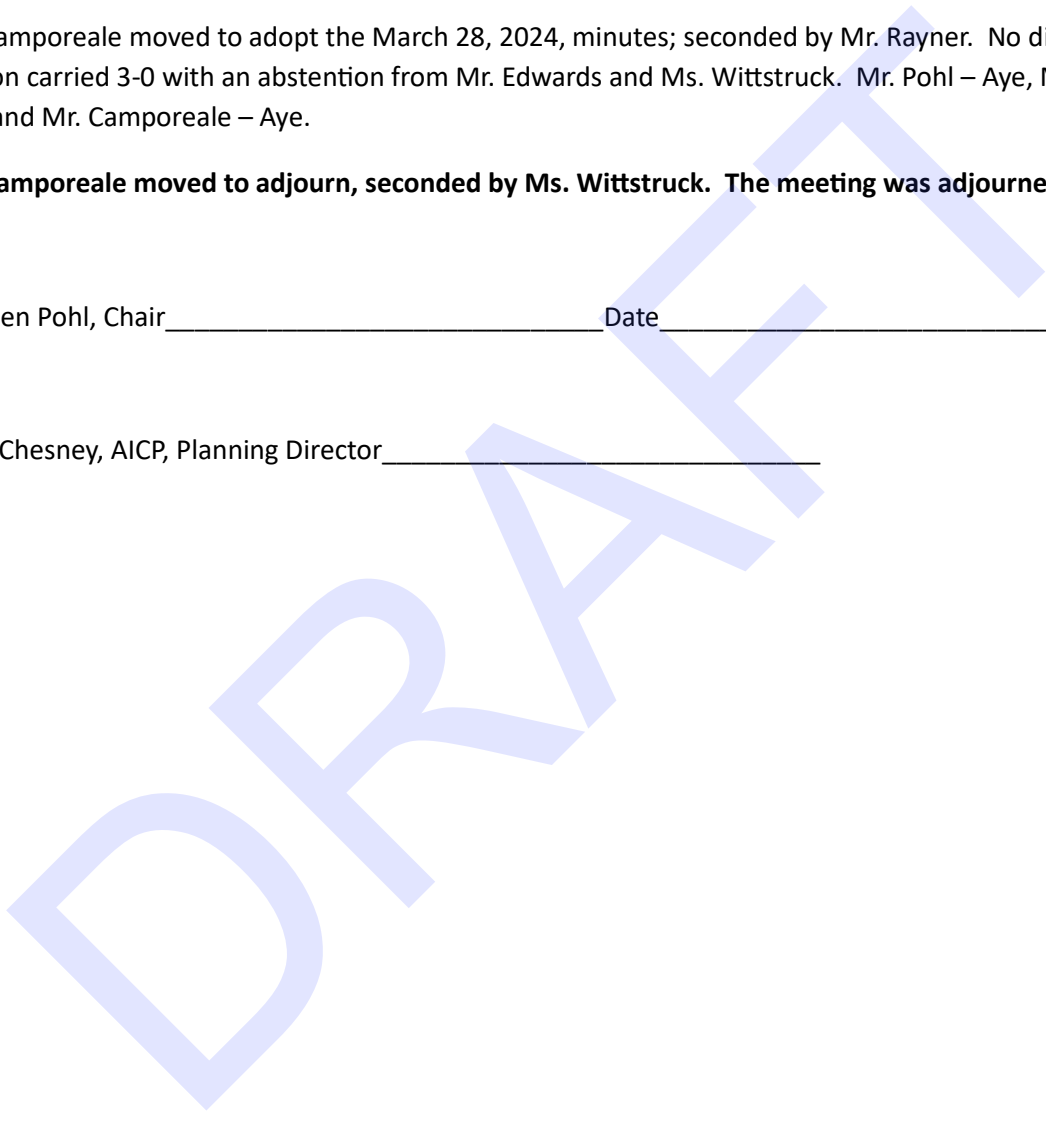 amporeale moved to adopt the March 28, 2024, minutes; seconded by Mr. Rayner. No di
on carried 3-0 with an abstention from Mr. Edwards and Ms. Wittstruck. Mr. Pohl – Aye, M
and Mr. Camporeale – Aye.
amporeale moved to adjourn, seconded by Ms. Wittstruck. The meeting was adjourne
en Pohl, Chair______________________________Date___________________________
Chesney, AICP, Planning Director______________________________
DRAFT